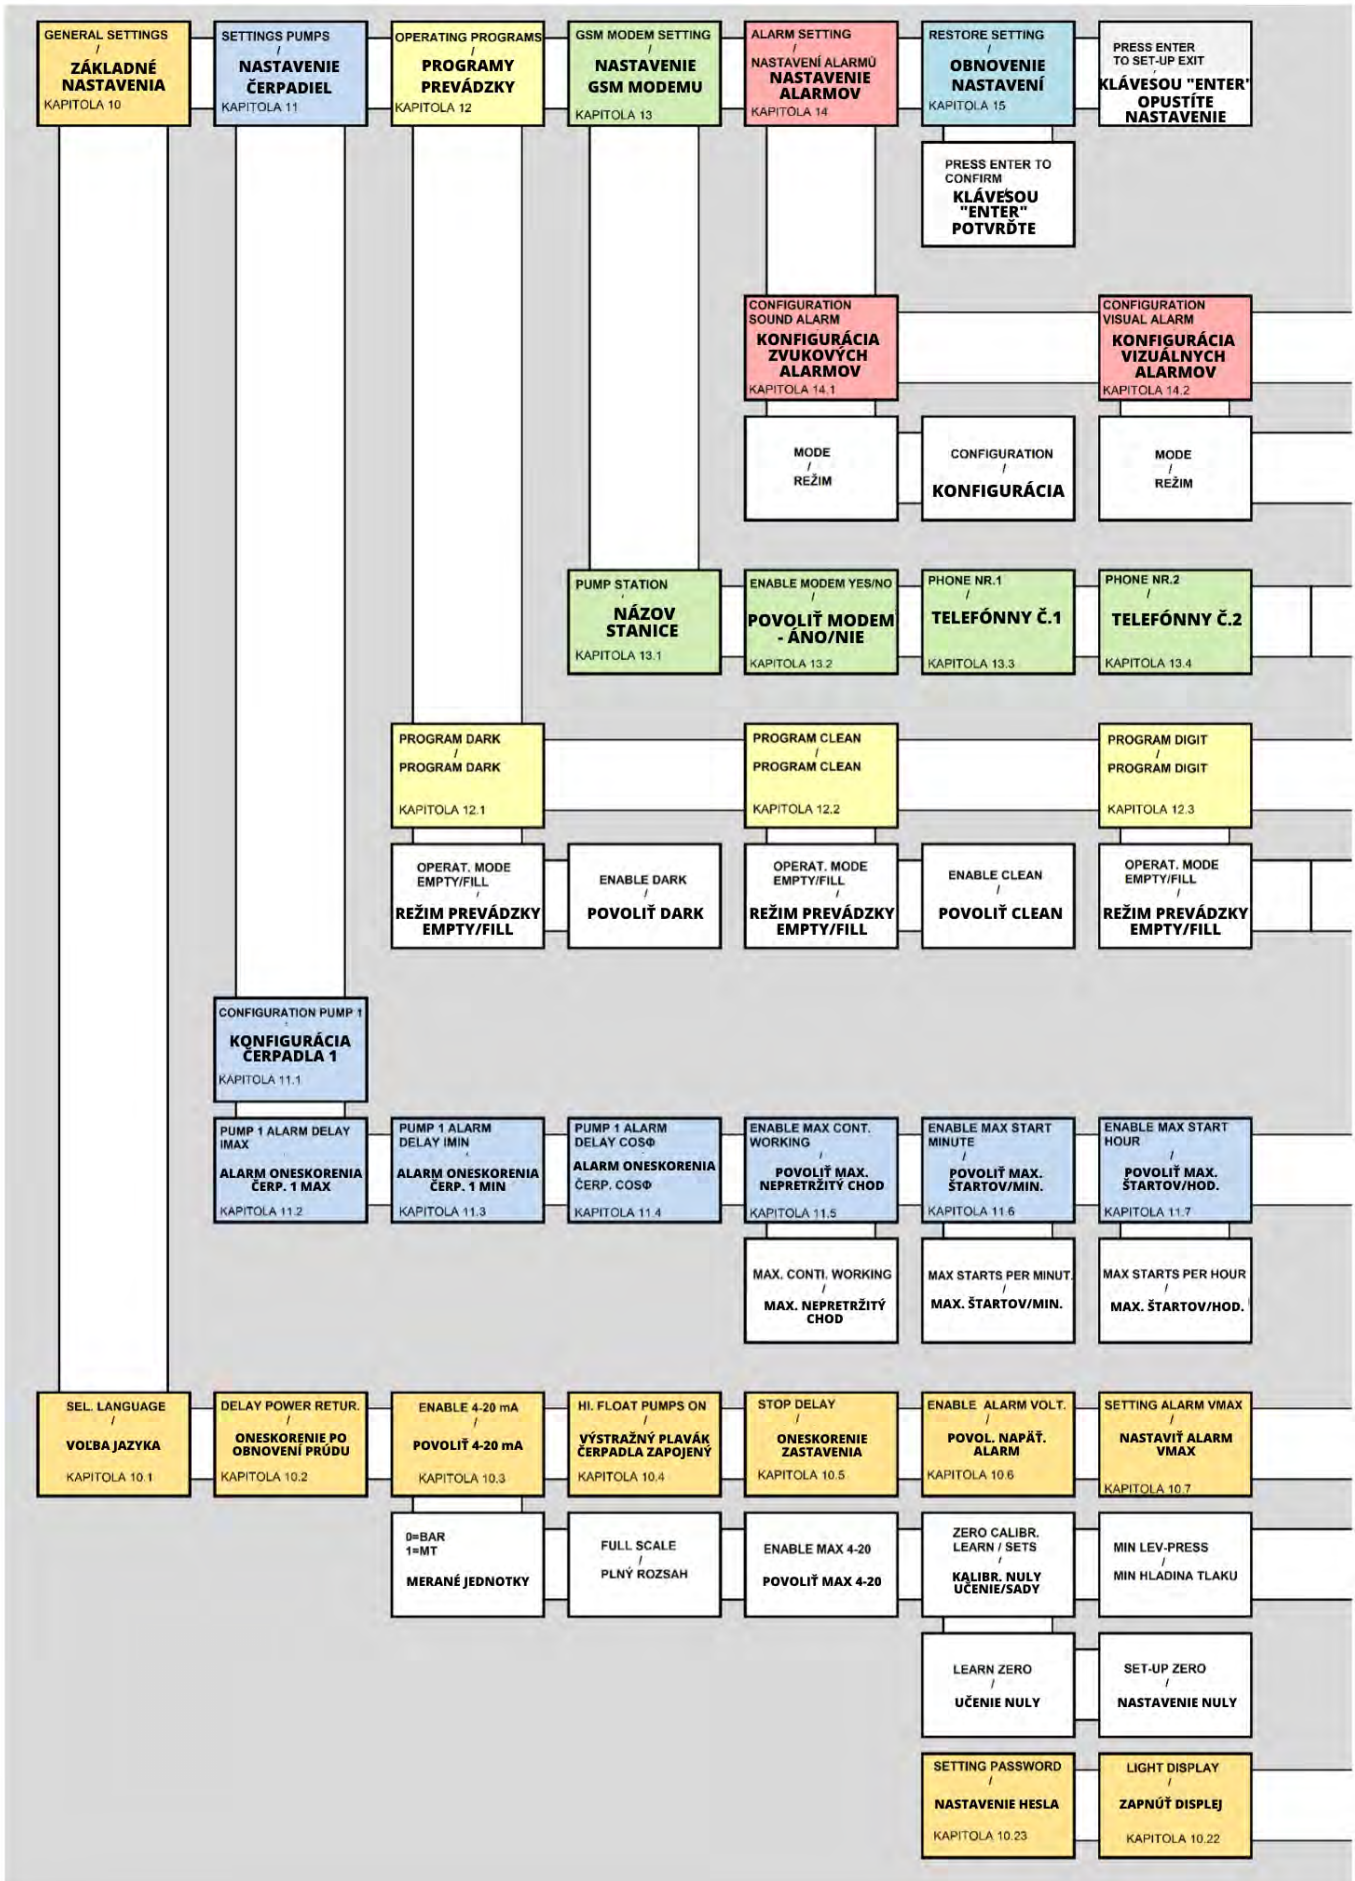 GENERAL SETTINGS
/
ZÁKLADNÉ
NASTAVENIA
KAPITOLA 10
SETTINGS PUMPS
/
NASTAVENIE
ČERPADIEL
KAPITOLA 11
OPERATING PROGRAMS
/
PROGRAMY
PREVÁDZKY
KAPITOLA 12
GSM MODEM SETTING
/
NASTAVENIE
GSM MODEMU
KAPITOLA 13
ALARM SETTING
/
NASTAVENÍ ALARMŮ
NASTAVENIE
ALARMOV
KAPITOLA 14
RESTORE SETTING
/
OBNOVENIE
NASTAVENÍ
KAPITOLA 15
PRESS ENTER
TO SET-UP EXIT
/
KLÁVESOU "ENTER"
OPUSTÍTE
NASTAVENIE
PRESS ENTER TO
CONFIRM
/
KLÁVESOU
"ENTER"
POTVRĎTE
CONFIGURATION
SOUND ALARM
KONFIGURÁCIA
ZVUKOVÝCH
ALARMOV
KAPITOLA 14.1
CONFIGURATION
VISUAL ALARM
KONFIGURÁCIA
VIZUÁLNYCH
ALARMOV
KAPITOLA 14.2
MODE
/
REŽIM
CONFIGURATION
/
KONFIGURÁCIA
MODE
/
REŽIM
PUMP STATION
NÁZOV
STANICE
KAPITOLA 13.1
ENABLE MODEM YES/NO
/
POVOLIŤ MODEM
- ÁNO/NIE
KAPITOLA 13.2
PHONE NR.1
/
TELEFÓNNY Č.1
KAPITOLA 13.3
PHONE NR.2
/
TELEFÓNNY Č.2
KAPITOLA 13.4
PROGRAM DARK
/
PROGRAM DARK
KAPITOLA 12.1
PROGRAM CLEAN
/
PROGRAM CLEAN
KAPITOLA 12.2
PROGRAM DIGIT
/
PROGRAM DIGIT
KAPITOLA 12.3
OPERAT. MODE
EMPTY/FILL
/
REŽIM PREVÁDZKY
EMPTY/FILL
ENABLE DARK
/
POVOLIŤ DARK
OPERAT. MODE
EMPTY/FILL
/
REŽIM PREVÁDZKY
EMPTY/FILL
ENABLE CLEAN
/
POVOLIŤ CLEAN
OPERAT. MODE
EMPTY/FILL
/
REŽIM PREVÁDZKY
EMPTY/FILL
CONFIGURATION PUMP 1
KONFIGURÁCIA
ČERPADLA 1
KAPITOLA 11.1
PUMP 1 ALARM DELAY
IMAX
ALARM ONESKORENIA
ČERP. 1 MAX
KAPITOLA 11.2
PUMP 1 ALARM
DELAY IMIN
ALARM ONESKORENIA
ČERP. 1 MIN
KAPITOLA 11.3
PUMP 1 ALARM
DELAY COSΦ
ALARM ONESKORENIA
ČERP. COSΦ
KAPITOLA 11.4
ENABLE MAX CONT.
WORKING
/
POVOLIŤ MAX.
NEPRETRŽITÝ CHOD
KAPITOLA 11.5
ENABLE MAX START
MINUTE
/
POVOLIŤ MAX.
ŠTARTOV/MIN.
KAPITOLA 11.6
ENABLE MAX START
HOUR
/
POVOLIŤ MAX.
ŠTARTOV/HOD.
KAPITOLA 11.7
MAX. CONTI. WORKING
/
MAX. NEPRETRŽITÝ
CHOD
MAX STARTS PER MINUT.
/
MAX. ŠTARTOV/MIN.
MAX STARTS PER HOUR
/
MAX. ŠTARTOV/HOD.
SEL. LANGUAGE
/
VOĽBA JAZYKA
KAPITOLA 10.1
DELAY POWER RETUR.
/
ONESKORENIE PO
OBNOVENÍ PRÚDU
KAPITOLA 10.2
ENABLE 4-20 mA
/
POVOLIŤ 4-20 mA
KAPITOLA 10.3
HI. FLOAT PUMPS ON
/
VÝSTRAŽNÝ PLAVÁK
ČERPADLA ZAPOJENÝ
KAPITOLA 10.4
STOP DELAY
/
ONESKORENIE
ZASTAVENIA
KAPITOLA 10.5
ENABLE ALARM VOLT.
/
POVOL. NAPÄŤ.
ALARM
KAPITOLA 10.6
SETTING ALARM VMAX
/
NASTAVIŤ ALARM
VMAX
KAPITOLA 10.7
0=BAR
1=MT
MERANÉ JEDNOTKY
FULL SCALE
/
PLNÝ ROZSAH
ENABLE MAX 4-20
/
POVOLIŤ MAX 4-20
ZERO CALIBR.
LEARN / SETS
/
KALIBR. NULY
UČENIE/SADY
MIN LEV-PRESS
/
MIN HLADINA TLAKU
LEARN ZERO
/
UČENIE NULY
SET-UP ZERO
/
NASTAVENIE NULY
SETTING PASSWORD
/
NASTAVENIE HESLA
KAPITOLA 10.23
LIGHT DISPLAY
/
ZAPNÚŤ DISPLEJ
KAPITOLA 10.22